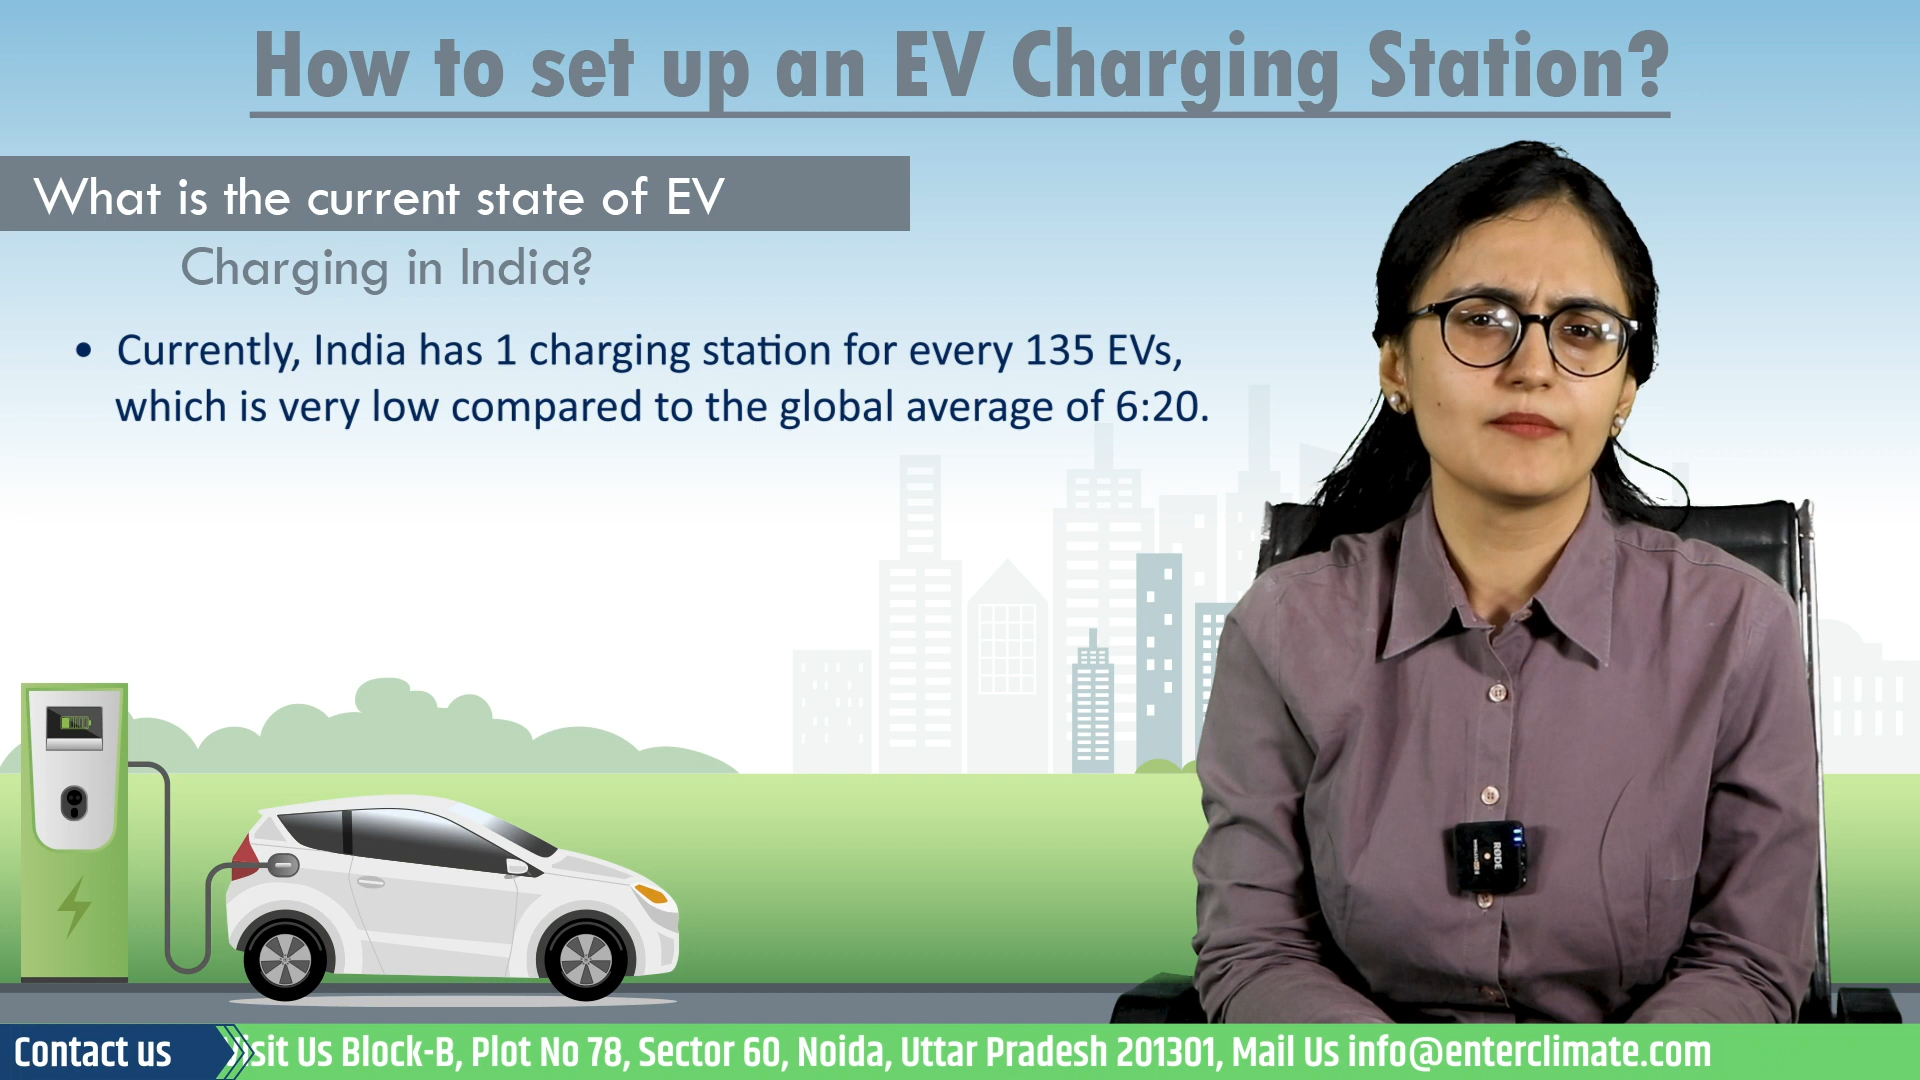 How to set up an EV Charging Station?
What is the current state of EV
Charging in India?
• Currently, India has 1 charging station for every 135 EVs,
which is very low compared to the global average of 6:20.
RØDE
Contact us
sit Us Block-B, Plot No 78, Sector 60, Noida, Uttar Pradesh 201301, Mail Us info@enterclimate.com